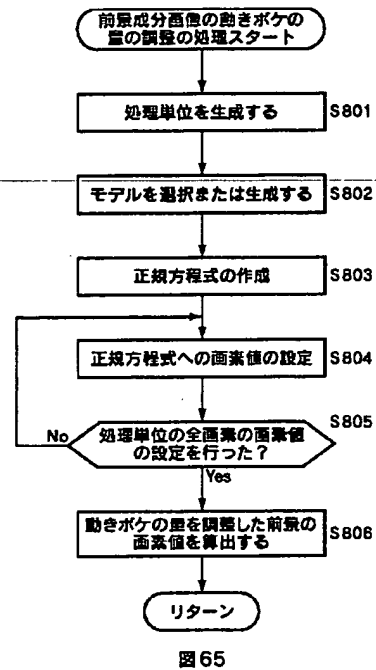 前景成分画像の動きボケの
量の調整の処理スタート
処理単位を生成する
S801
モデルを選択または生成する
S802
正規方程式の作成
S803
正規方程式への画素値の設定
S804
S805
処理単位の全画素の画素値
の設定を行った?
No
Yes
動きボケの量を調整した前景の
画素値を算出する
S806
リターン
図65